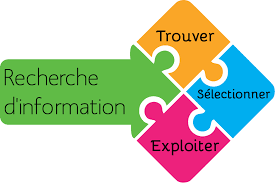 Recherche
d'information
Trouver
Sélectionner
Exploiter